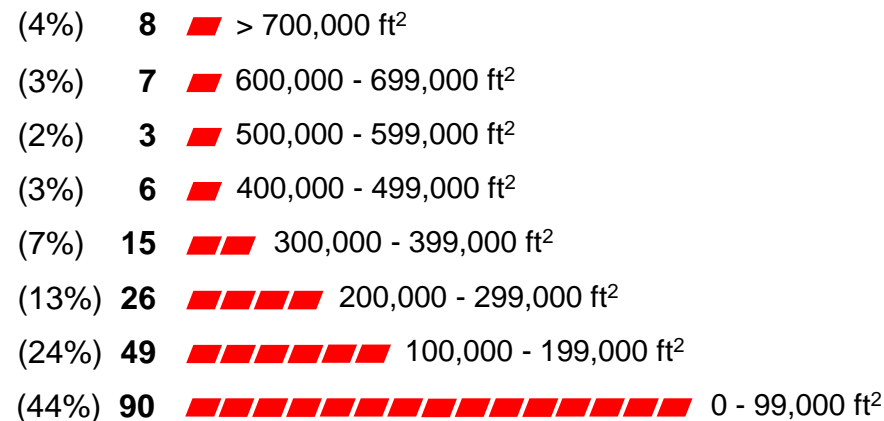 (4%) 8 > 700,000 ft²
(3%) 7 600,000 - 699,000 ft²
(2%) 3 500,000 - 599,000 ft²
(3%) 6 400,000 - 499,000 ft²
(7%) 15 300,000 - 399,000 ft²
(13%) 26 200,000 - 299,000 ft²
(24%) 49 100,000 - 199,000 ft²
(44%) 90 0 - 99,000 ft²